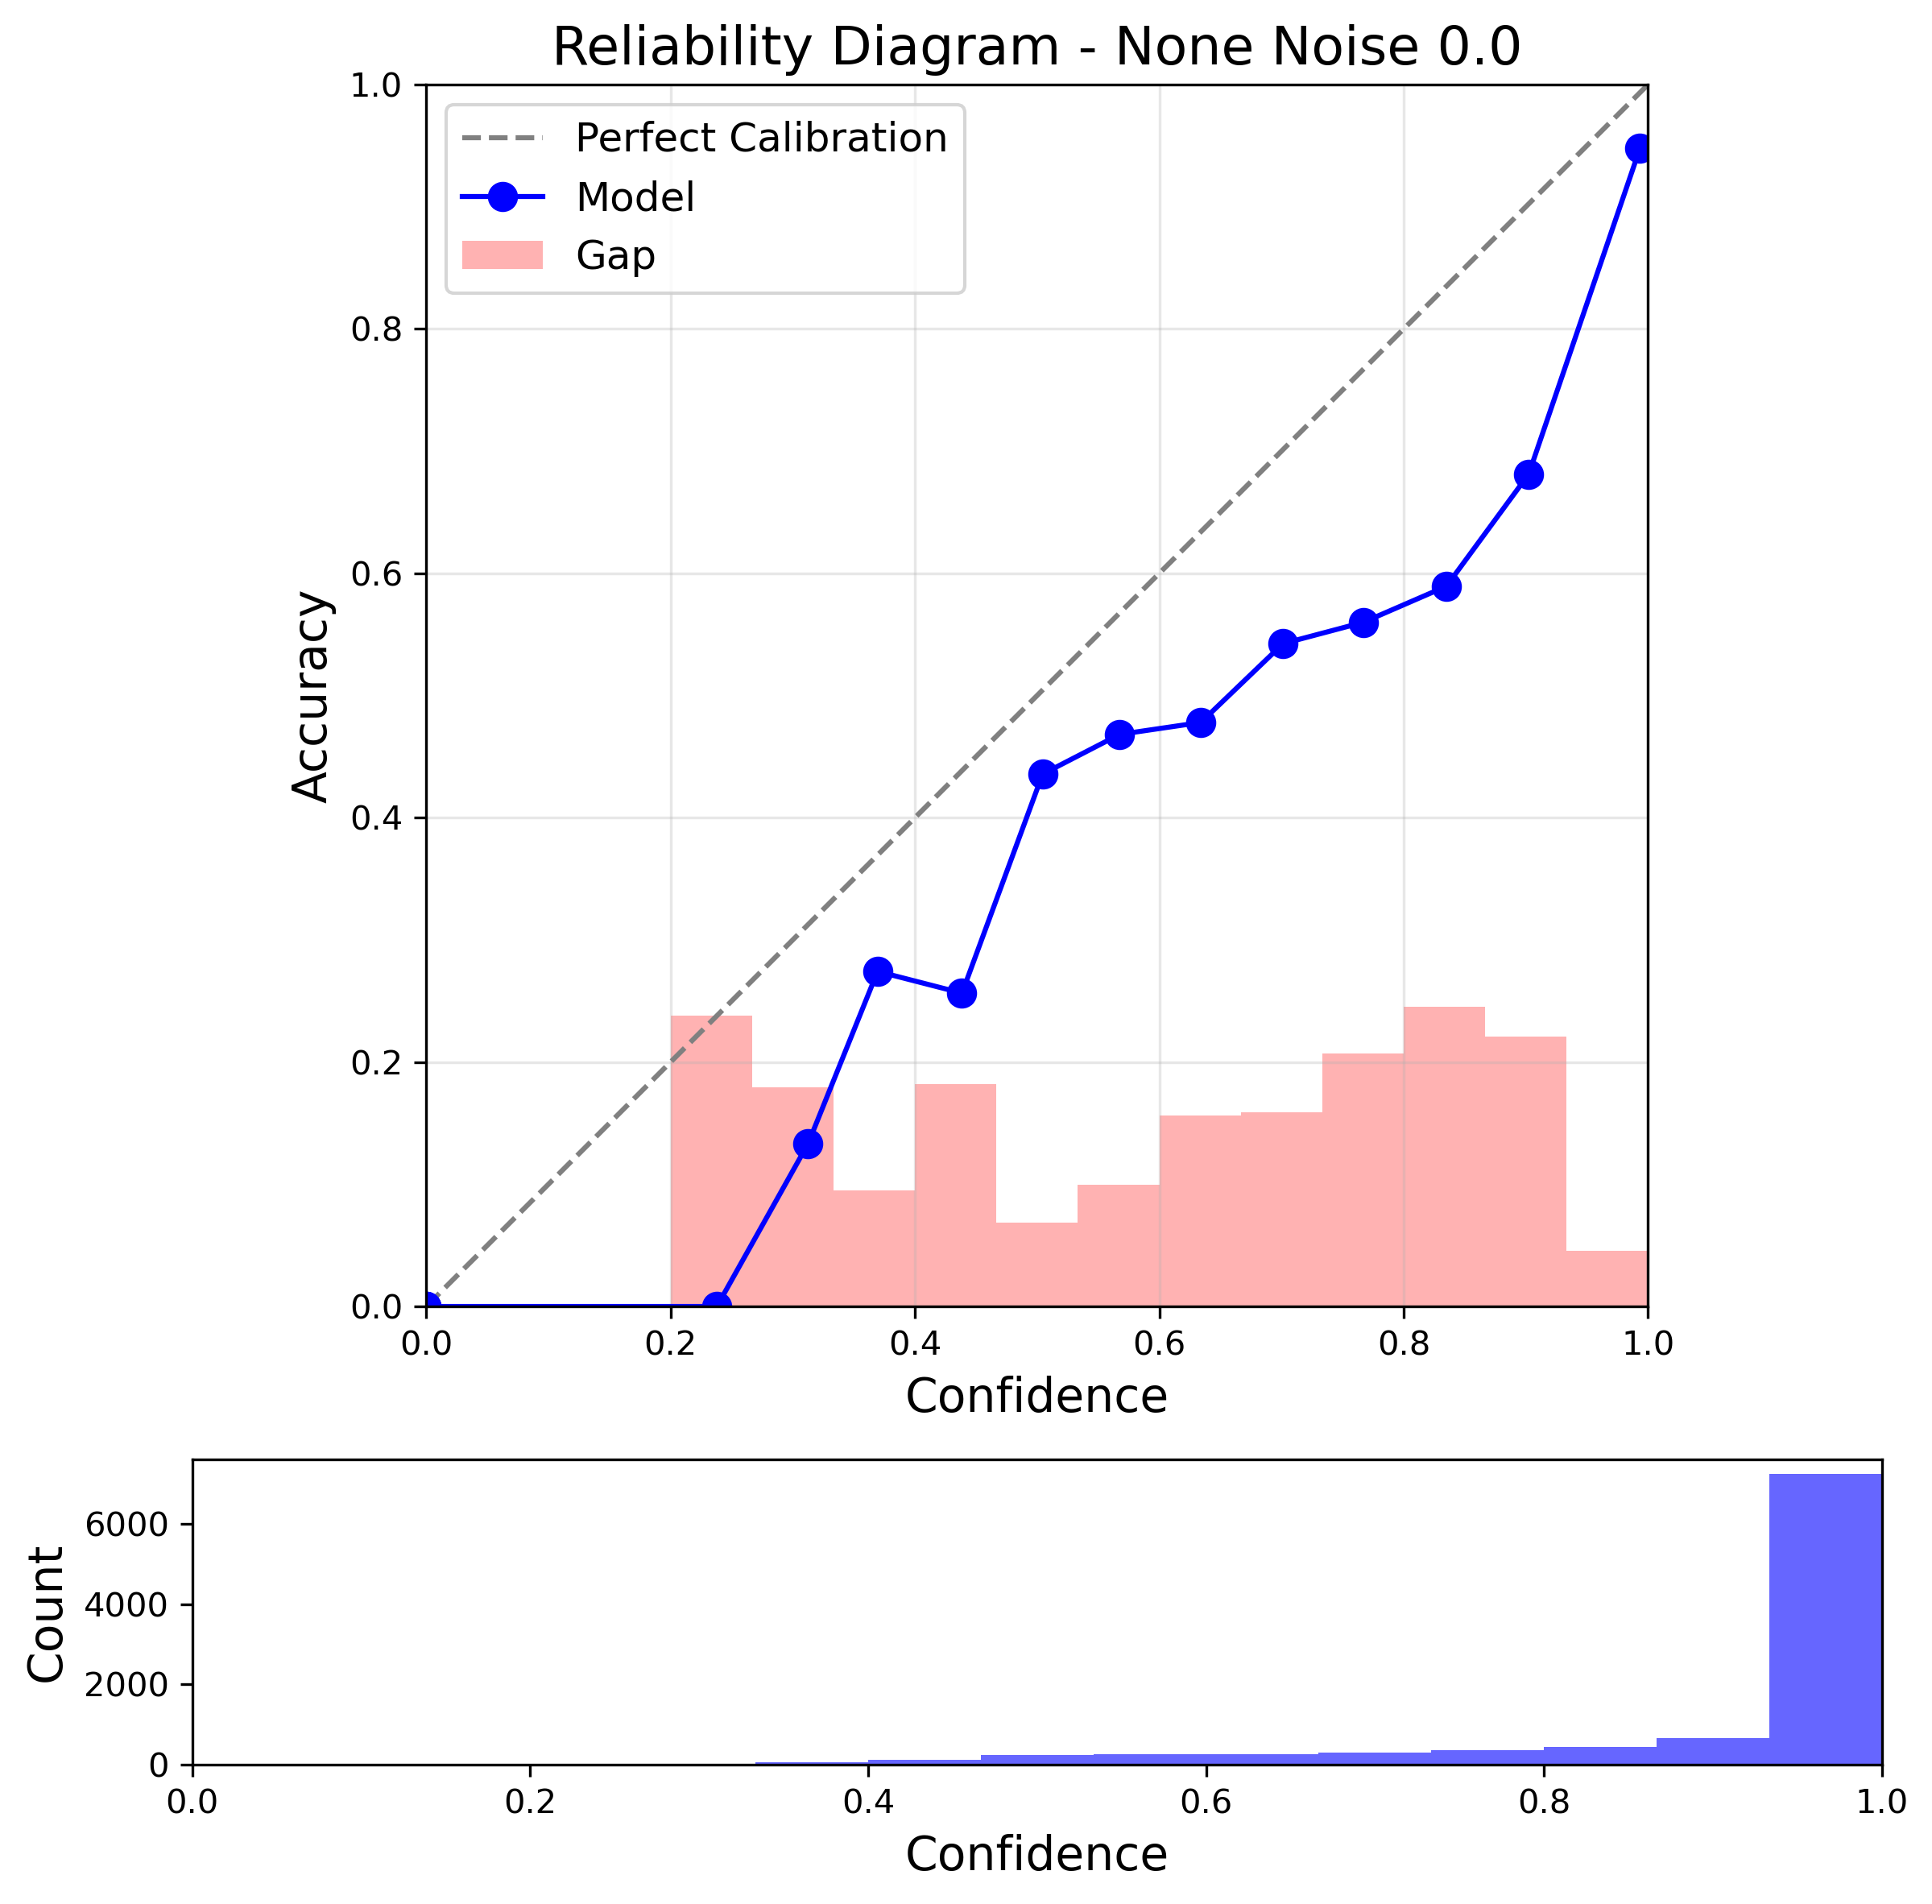 Reliability Diagram - None Noise 0.0
1.0
0.8
0.6
0.4
0.2
0.0
Accuracy
Perfect Calibration
Model
Gap
0.0 0.2 0.4 0.6 0.8 1.0
Confidence
6000
4000
2000
0
Count
0.0 0.2 0.4 0.6 0.8 1.0
Confidence